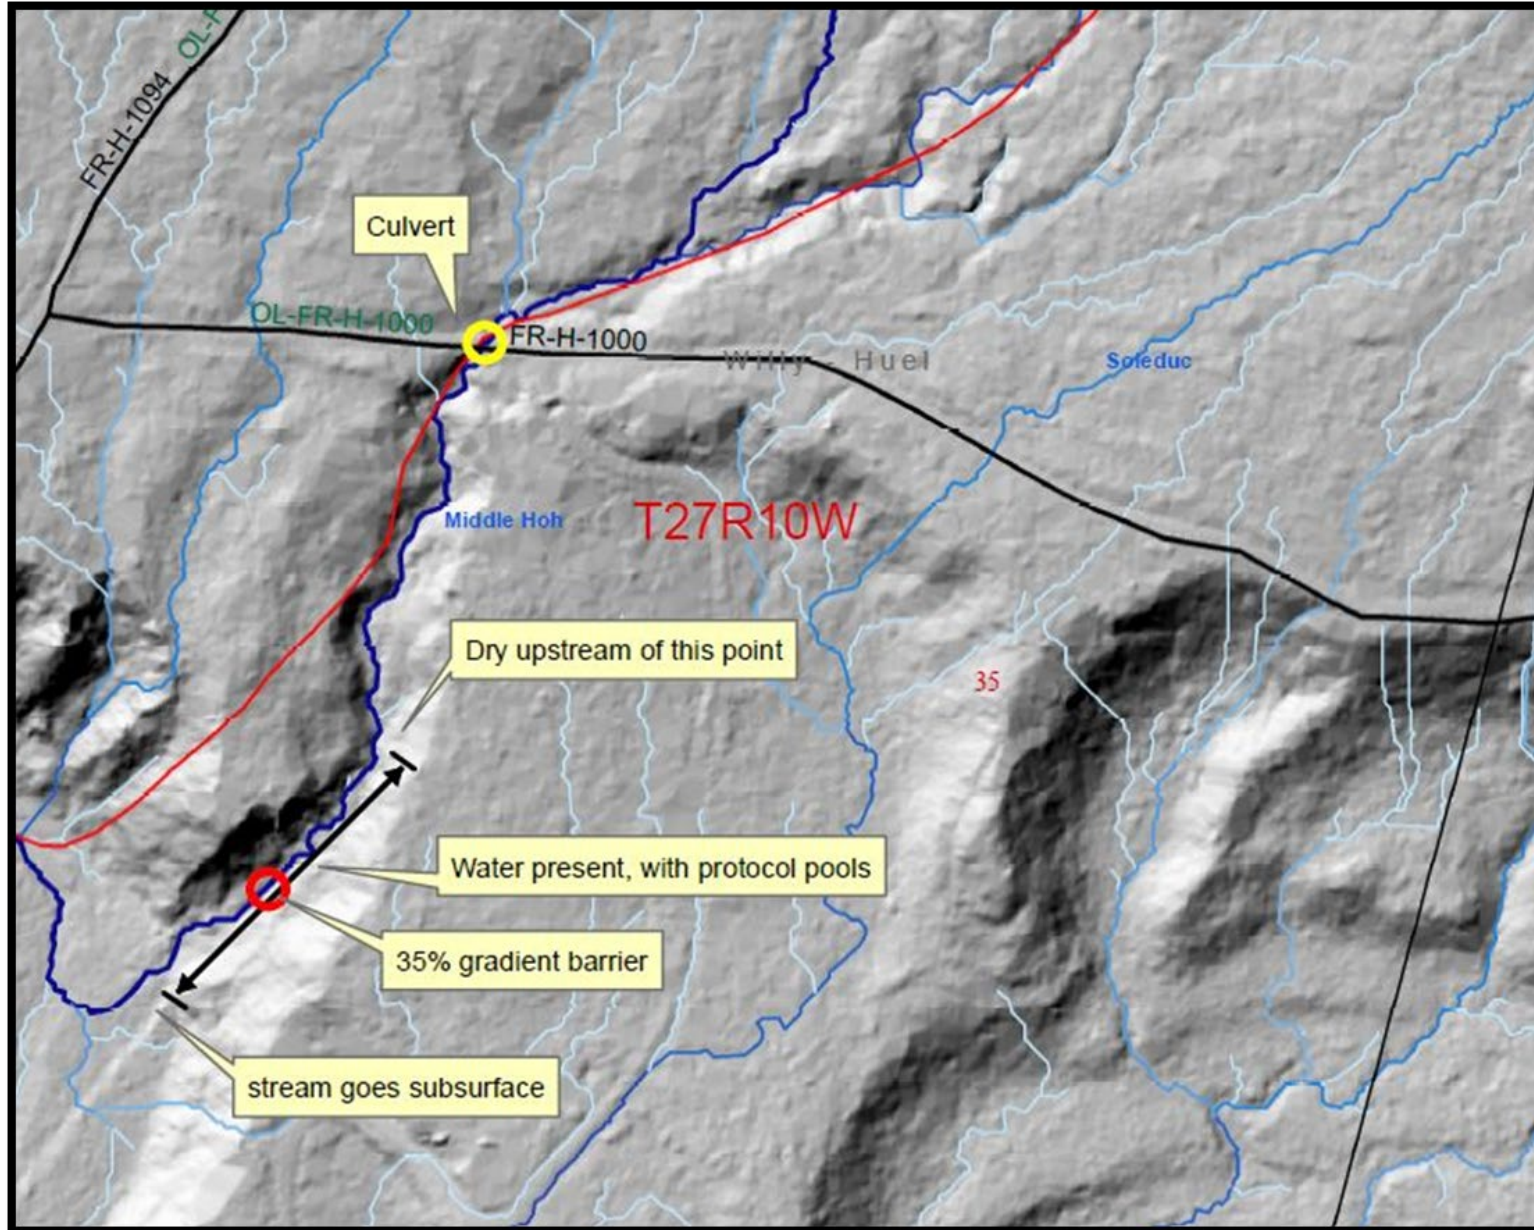 OL-F
FR-H-1094
Culvert
OL-FR-H-1000
FR-H-1000
Willy - Huel
Soleduc
Middle Hoh
T27R10W
Dry upstream of this point
35
Water present, with protocol pools
35% gradient barrier
stream goes subsurface